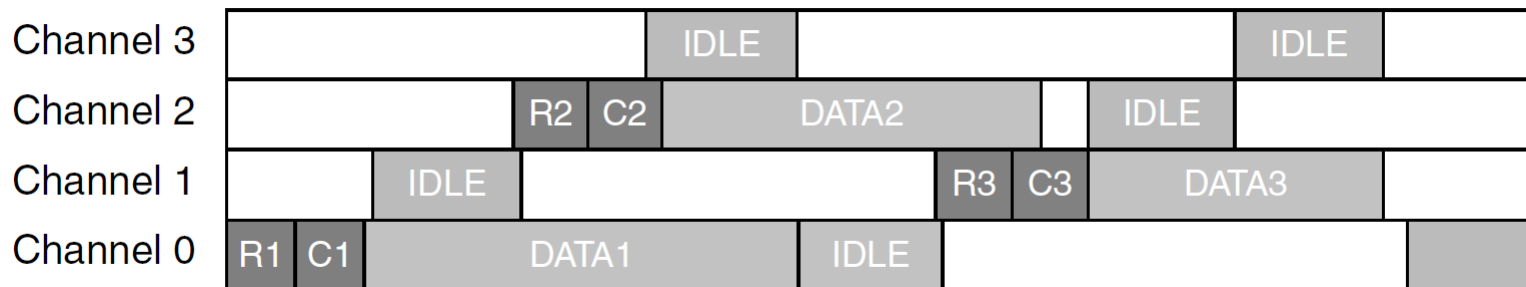 Channel 3 IDLE IDLE
Channel 2 R2 C2 DATA2 IDLE
Channel 1 IDLE R3 C3 DATA3
Channel 0 R1 C1 DATA1 IDLE